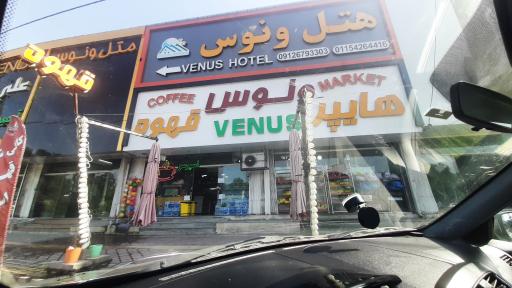 هتل ونوس
VENUS HOTEL
09126793303
01154264416
هتل ونوس
قهوه
COFFEE
MARKET
هایپر ونوس قهوه
VENUS